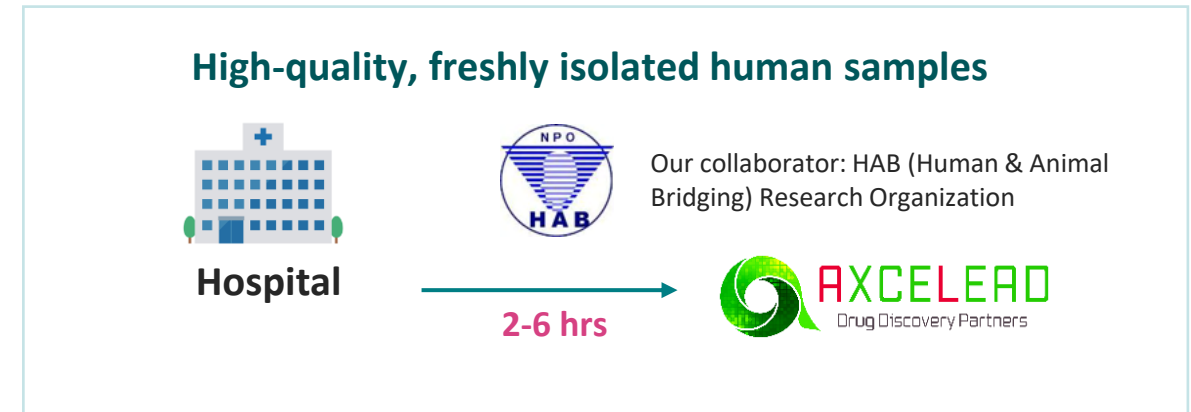 High-quality, freshly isolated human samples
NPO
HAB
Our collaborator: HAB (Human & Animal
Bridging) Research Organization
Hospital
2-6 hrs
AXCELEAD
Drug Discovery Partners